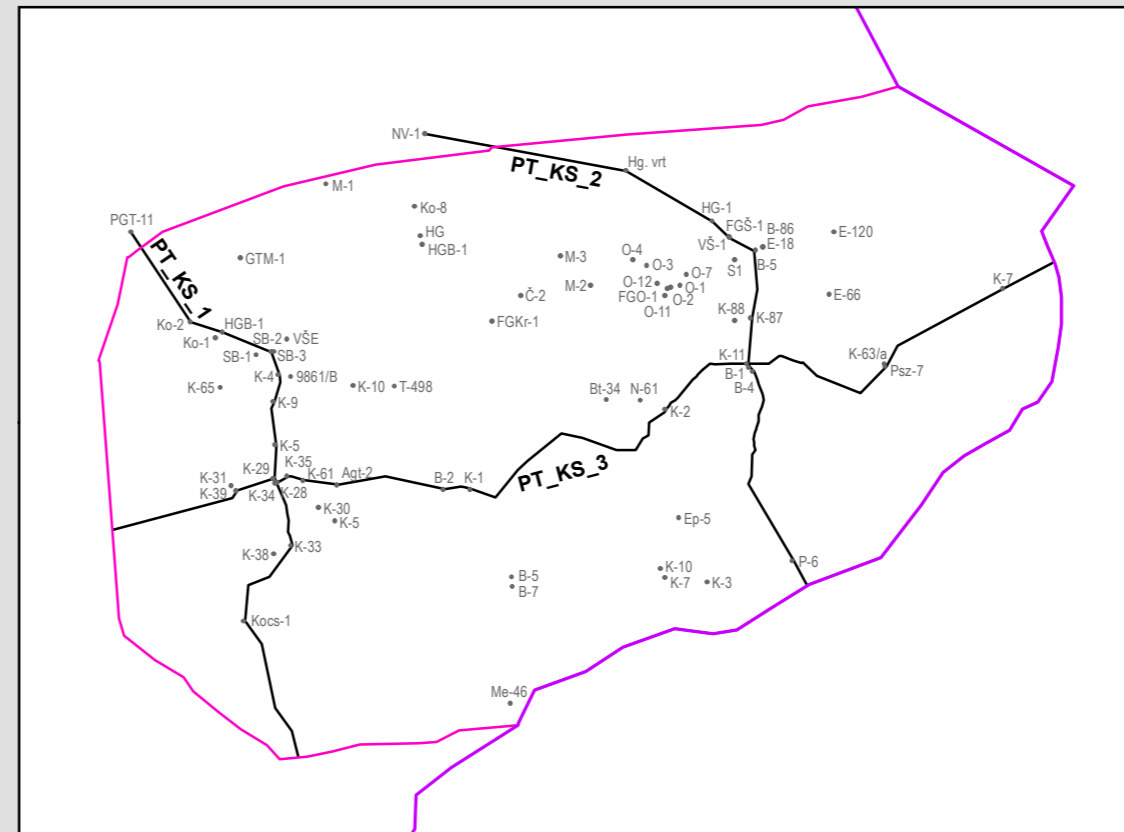 NV-1
Hg. vrt
PT_KS_2
M-1
Ko-8
PGT-11
HG
HGB-1
HG-1
FGŠ-1
B-86
E-18
VŠ-1
B-5
E-120
PT_KS_1
GTM-1
M-3
O-4
O-3
S1
M-2
O-12
O-7
O-1
FGO-1
O-2
O-11
Č-2
E-66
K-7
Ko-2
HGB-1
Ko-1
SB-2
VŠE
FGKr-1
K-88
K-87
SB-1
SB-3
K-63/a
K-11
B-1
Psz-7
B-4
K-4
9861/B
K-65
K-10
T-498
K-9
Bt-34
N-61
K-2
K-5
PT_KS_3
K-29
K-35
K-31
K-61
Agt-2
B-2
K-1
K-39
K-34
K-28
K-30
K-5
Ep-5
K-38
K-33
P-6
K-10
B-5
K-7
K-3
B-7
Kocs-1
Me-46